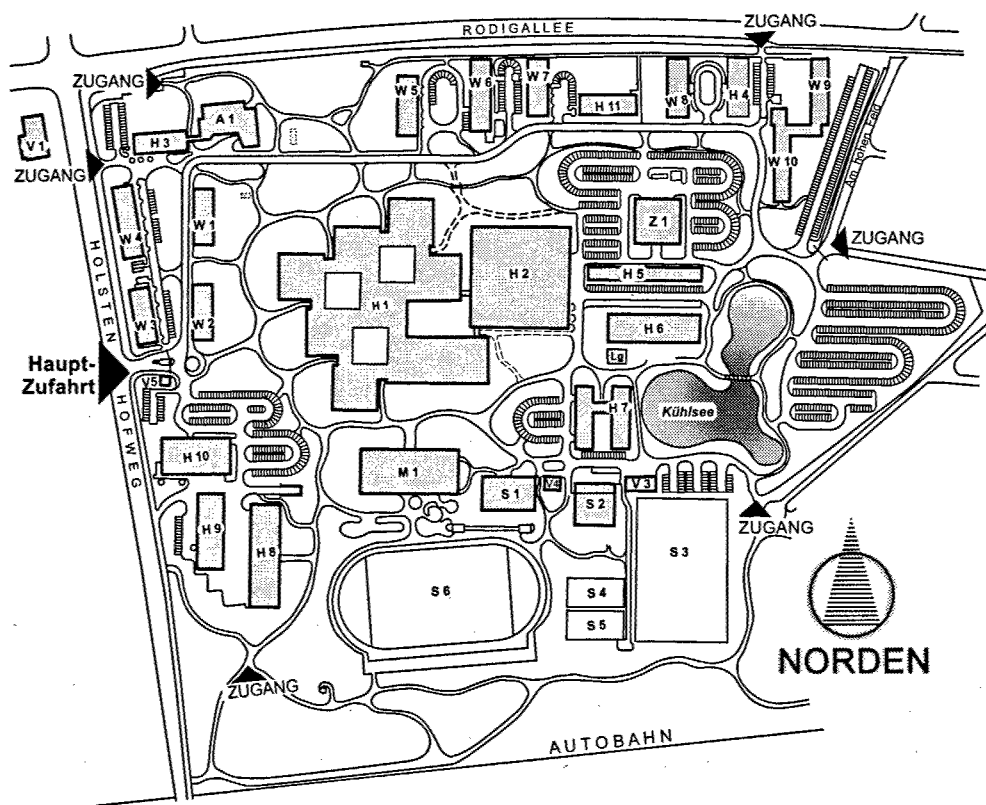 RODIGALLEE
ZUGANG
ZUGANG
W 5
W 6
W 7
H 11
W 8
H 4
W 9
A 1
H 3
V 1
ZUGANG
W 10
Am hohen Feld
W 4
W 1
Z 1
ZUGANG
HOLSTEN
H 2
H 5
H 1
W 3
W 2
H 6
Lg
Haupt-
Zufahrt
V5
HOFWEG
H 7
Kühlsee
H 10
M 1
S 1
V4
S 2
V 3
ZUGANG
H 9
H 8
S 3
S 6
S 4
S 5
NORDEN
ZUGANG
AUTOBAHN